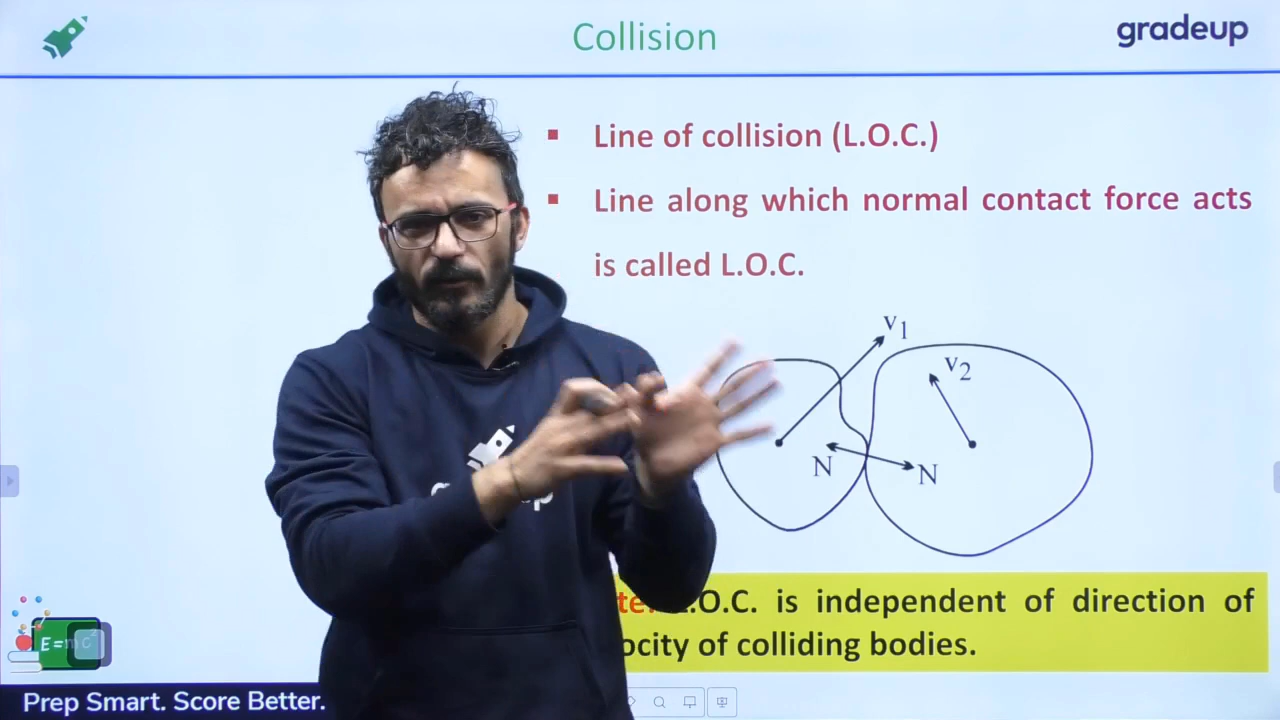 Collision
gradeup
Line of collision (L.O.C.)
Line along which normal contact force acts
is called L.O.C.
v1
v2
N
N
L.O.C. is independent of direction of
of colliding bodies.
Prep Smart. Score Better.